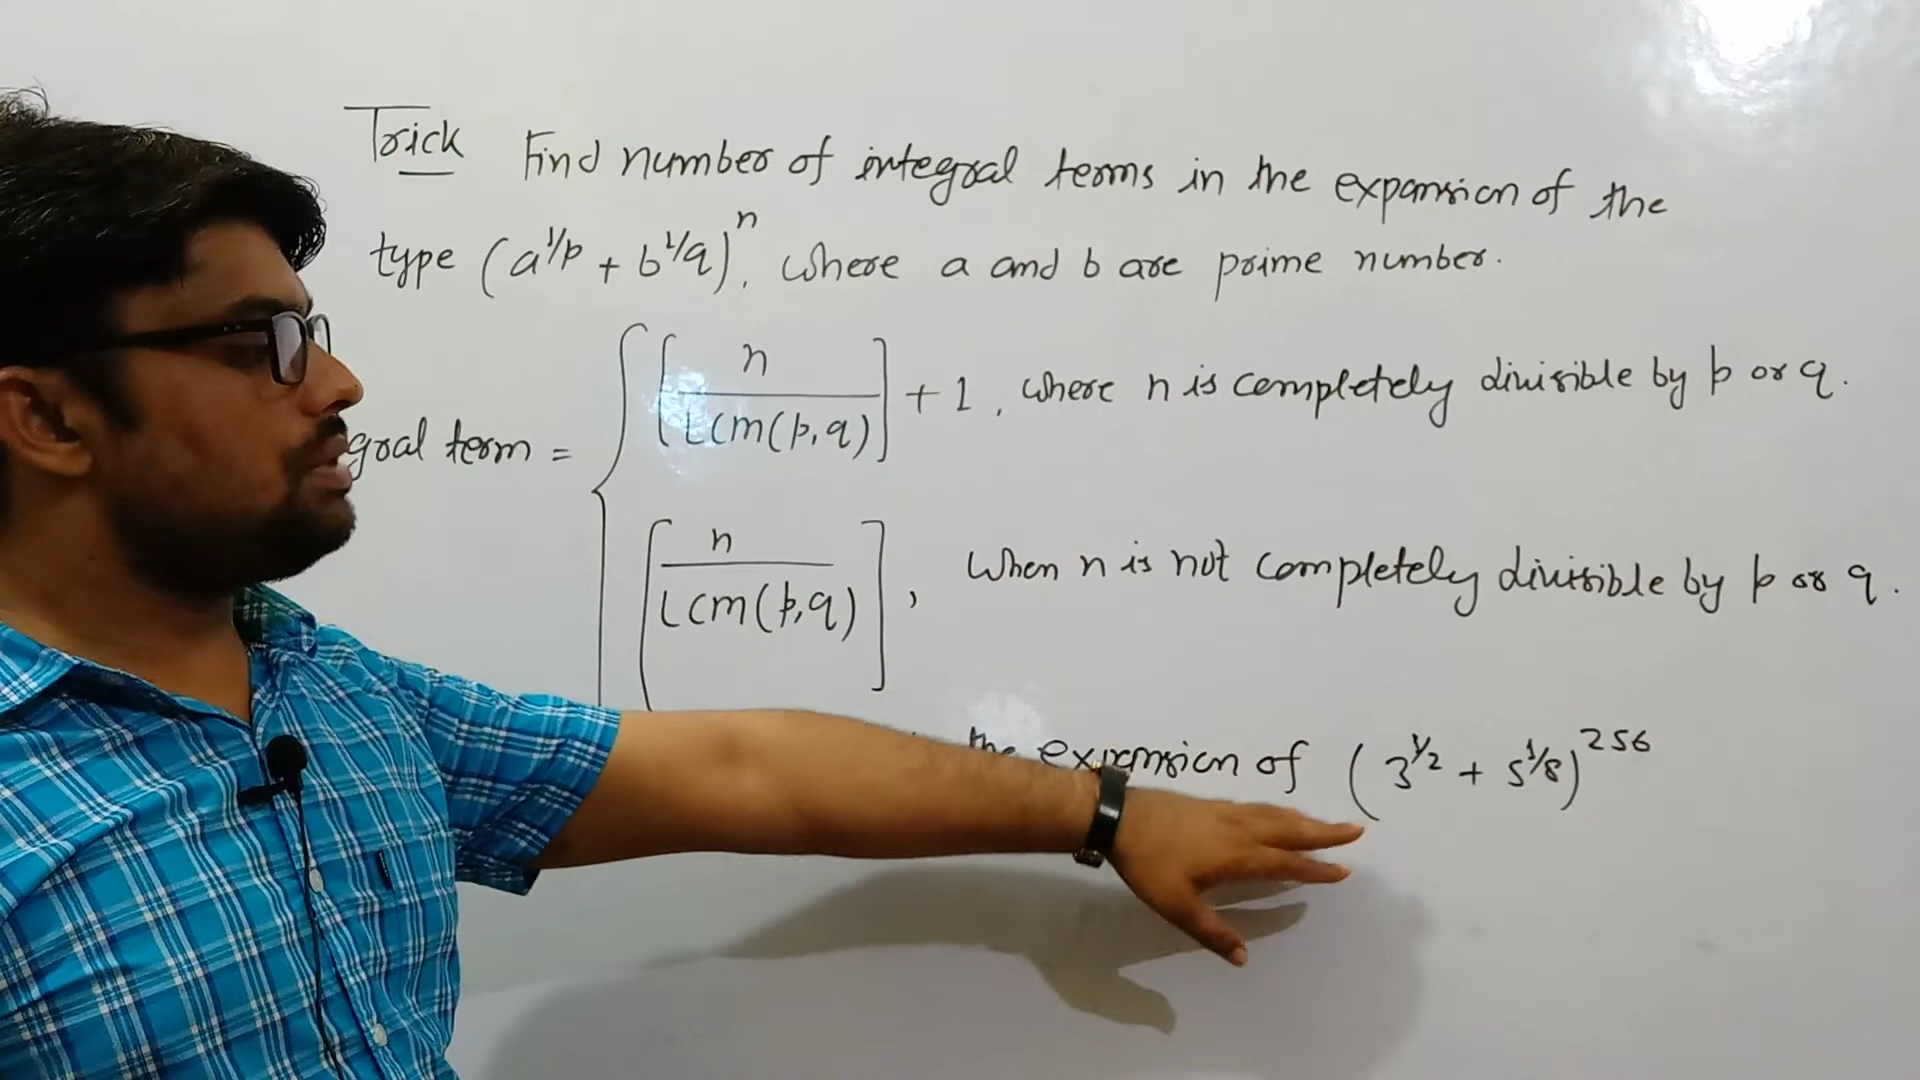 Trick Find number of integral terms in the expansion of the
type (a^1/p + b^1/q)^n, where a and b are prime number.
gral term = { [n / LCM(p,q)] + 1, where n is completely divisible by p or q.
[n / LCM(p,q)], when n is not completely divisible by p or q.
the expansion of (3^1/2 + 5^1/8)^256